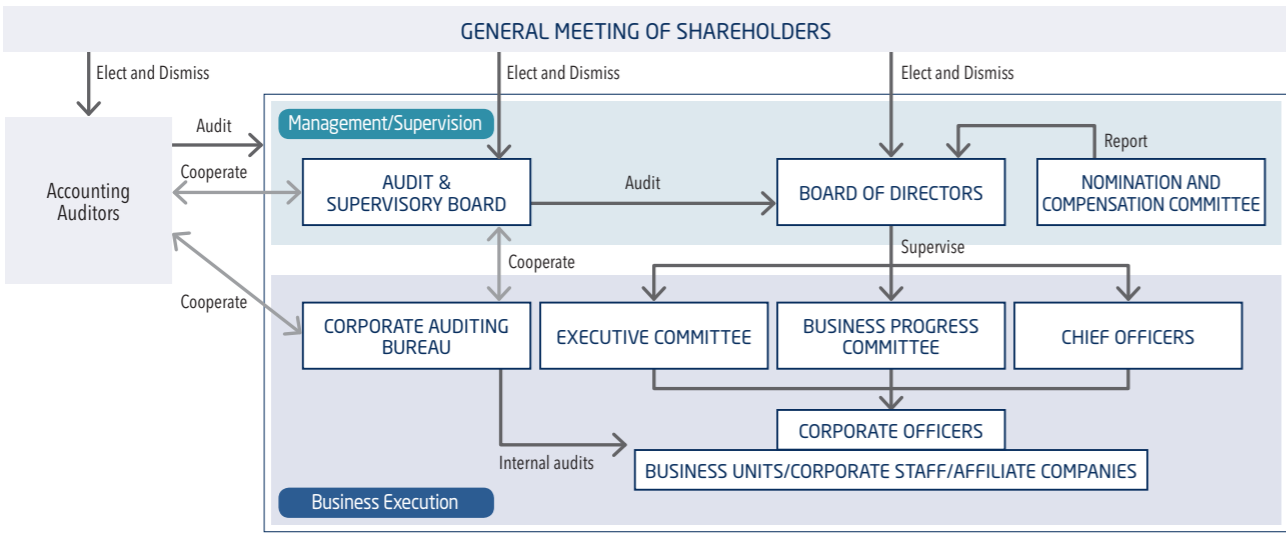 GENERAL MEETING OF SHAREHOLDERS
Elect and Dismiss
Elect and Dismiss
Elect and Dismiss
Management/Supervision
Audit
Report
Cooperate
Accounting
Auditors
AUDIT &
SUPERVISORY BOARD
Audit
BOARD OF DIRECTORS
NOMINATION AND
COMPENSATION COMMITTEE
Cooperate
Supervise
Cooperate
CORPORATE AUDITING
BUREAU
EXECUTIVE COMMITTEE
BUSINESS PROGRESS
COMMITTEE
CHIEF OFFICERS
CORPORATE OFFICERS
Internal audits
BUSINESS UNITS/CORPORATE STAFF/AFFILIATE COMPANIES
Business Execution